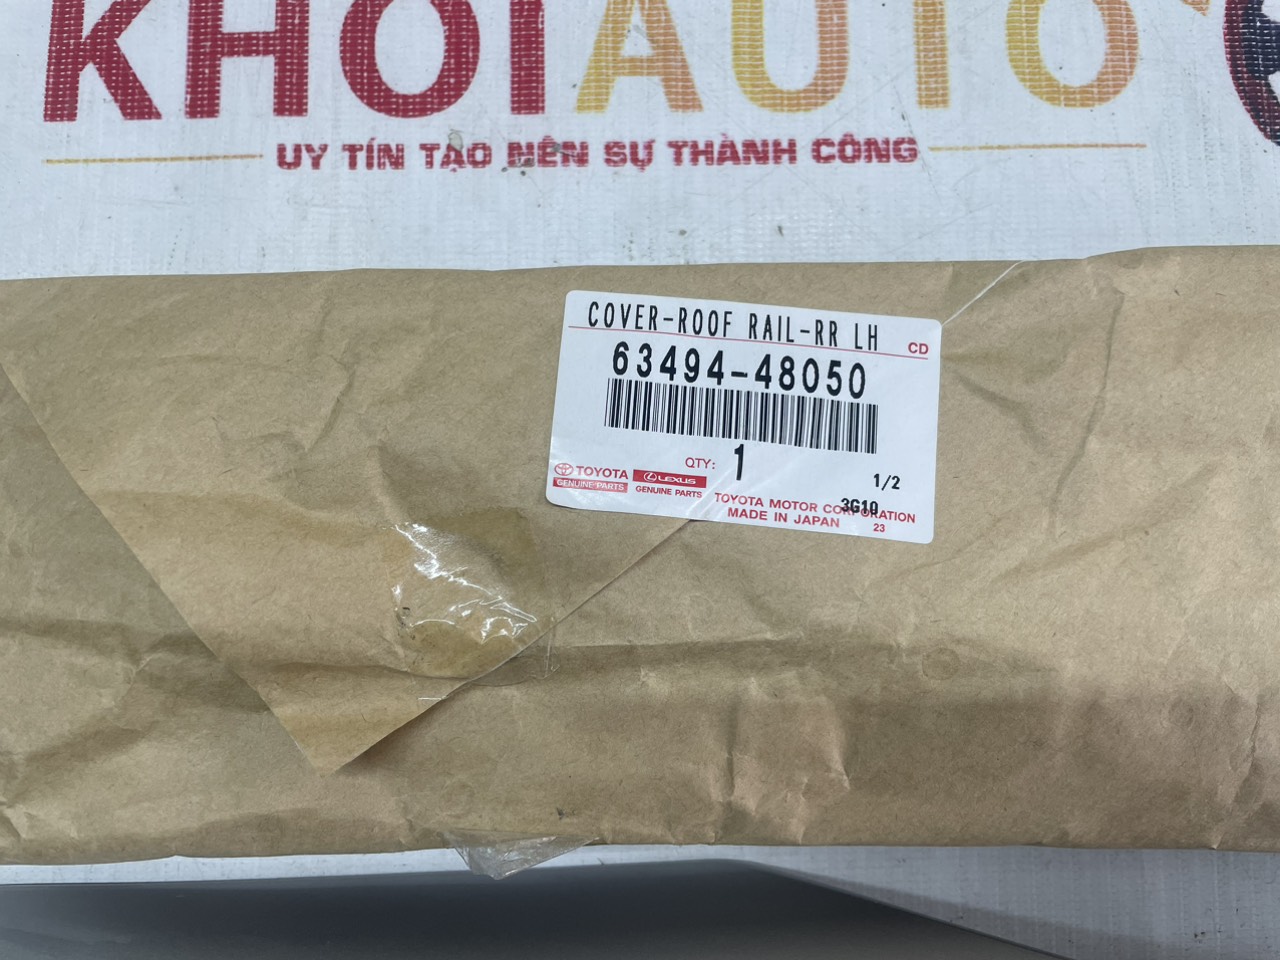 KHÔIAUTO
UY TÍN TẠO NÊN SỰ THÀNH CÔNG
COVER-ROOF RAIL-RR LH
CD
63494-48050
QTY: 1
1/2
TOYOTA
GENUINE PARTS
LEXUS
GENUINE PARTS
3G10
TOYOTA MOTOR CORPORATION
MADE IN JAPAN
23